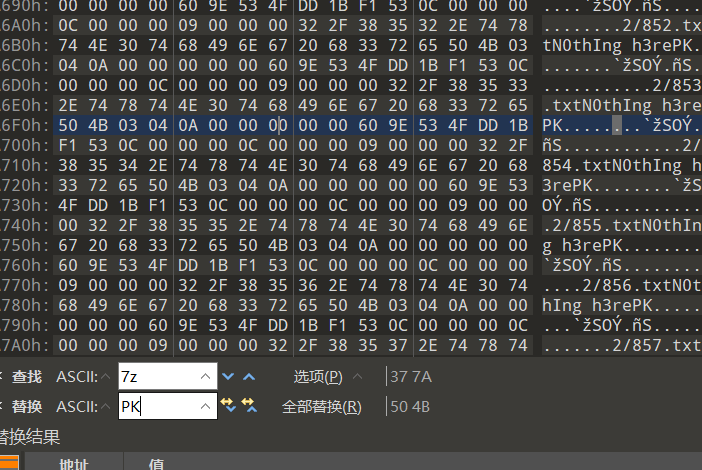 690h: 00 00 00 00 60 9E 53 4F DD 1B F1 53 0C 00 00 00 ....`žSOÝ.ñS....
6A0h: 0C 00 00 00 09 00 00 00 32 2F 38 35 32 2E 74 78 ........2/852.tx
6B0h: 74 4E 30 74 68 49 6E 67 20 68 33 72 65 50 4B 03 tN0thIng h3rePK.
6C0h: 04 0A 00 00 00 00 00 60 9E 53 4F DD 1B F1 53 0C .......`žSOÝ.ñS.
6D0h: 00 00 00 0C 00 00 00 09 00 00 00 32 2F 38 35 33 ...........2/853
6E0h: 2E 74 78 74 4E 30 74 68 49 6E 67 20 68 33 72 65 .txtN0thIng h3re
6F0h: 50 4B 03 04 0A 00 00 00 00 00 60 9E 53 4F DD 1B PK........`žSOÝ.
700h: F1 53 0C 00 00 00 0C 00 00 00 09 00 00 00 32 2F ñS............2/
710h: 38 35 34 2E 74 78 74 4E 30 74 68 49 6E 67 20 68 854.txtN0thIng h
720h: 33 72 65 50 4B 03 04 0A 00 00 00 00 00 60 9E 53 3rePK........`žS
730h: 4F DD 1B F1 53 0C 00 00 00 0C 00 00 00 09 00 00 OÝ.ñS...........
740h: 00 32 2F 38 35 35 2E 74 78 74 4E 30 74 68 49 6E .2/855.txtN0thIn
750h: 67 20 68 33 72 65 50 4B 03 04 0A 00 00 00 00 00 g h3rePK........
760h: 60 9E 53 4F DD 1B F1 53 0C 00 00 00 0C 00 00 00 `žSOÝ.ñS........
770h: 09 00 00 00 32 2F 38 35 36 2E 74 78 74 4E 30 74 ....2/856.txtN0t
780h: 68 49 6E 67 20 68 33 72 65 50 4B 03 04 0A 00 00 hIng h3rePK.....
790h: 00 00 00 60 9E 53 4F DD 1B F1 53 0C 00 00 00 0C ...`žSOÝ.ñS.....
7A0h: 00 00 00 09 00 00 00 32 2F 38 35 37 2E 74 78 74 .......2/857.txt
查找 ASCII: 7z 选项(P) 37 7A
替换 ASCII: PK 全部替换(R) 50 4B
替换结果
地址 值